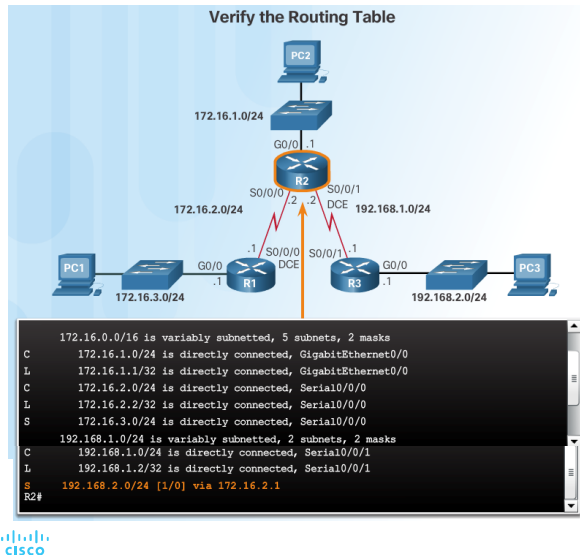 Verify the Routing Table
PC2
172.16.1.0/24
G0/0 .1
R2
S0/0/0 .2 .2 S0/0/1
DCE
172.16.2.0/24
192.168.1.0/24
PC1
G0/0
.1
.1 S0/0/0
DCE
R1
S0/0/1 .1
R3
G0/0
.1
PC3
172.16.3.0/24
192.168.2.0/24
172.16.0.0/16 is variably subnetted, 5 subnets, 2 masks
C 172.16.1.0/24 is directly connected, GigabitEthernet0/0
L 172.16.1.1/32 is directly connected, GigabitEthernet0/0
C 172.16.2.0/24 is directly connected, Serial0/0/0
L 172.16.2.2/32 is directly connected, Serial0/0/0
S 172.16.3.0/24 is directly connected, Serial0/0/0
192.168.1.0/24 is variably subnetted, 2 subnets, 2 masks
C 192.168.1.0/24 is directly connected, Serial0/0/1
L 192.168.1.2/32 is directly connected, Serial0/0/1
S 192.168.2.0/24 [1/0] via 172.16.2.1
R2#
CISCO